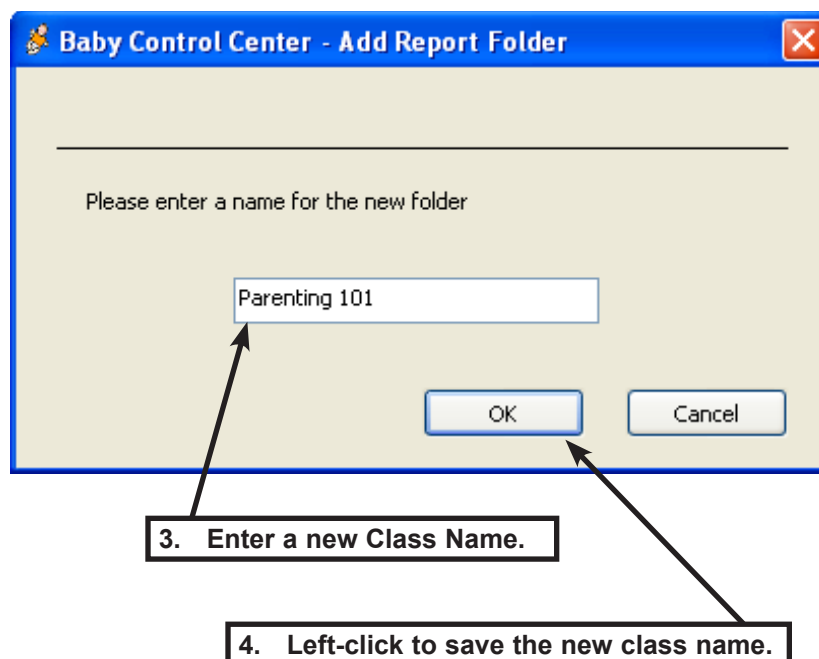 Baby Control Center - Add Report Folder
Please enter a name for the new folder
Parenting 101
OK
Cancel
3. Enter a new Class Name.
4. Left-click to save the new class name.